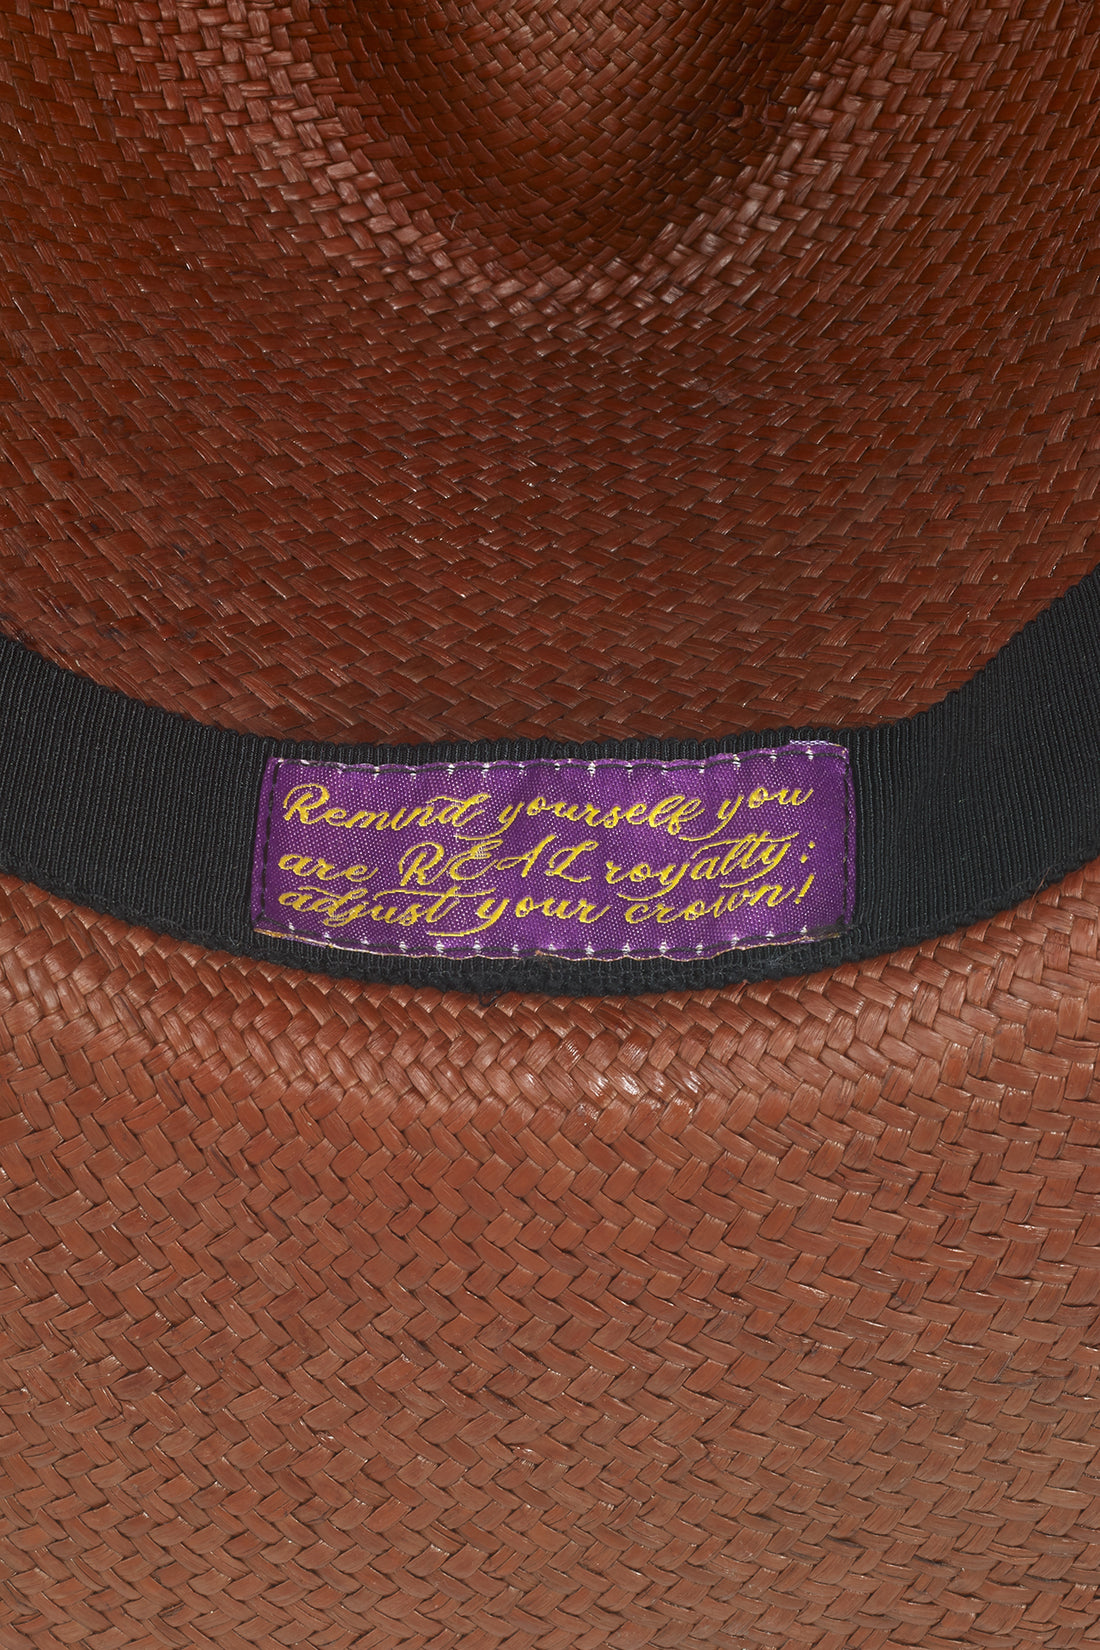 Remind yourself you
are REAL royalty;
adjust your crown!